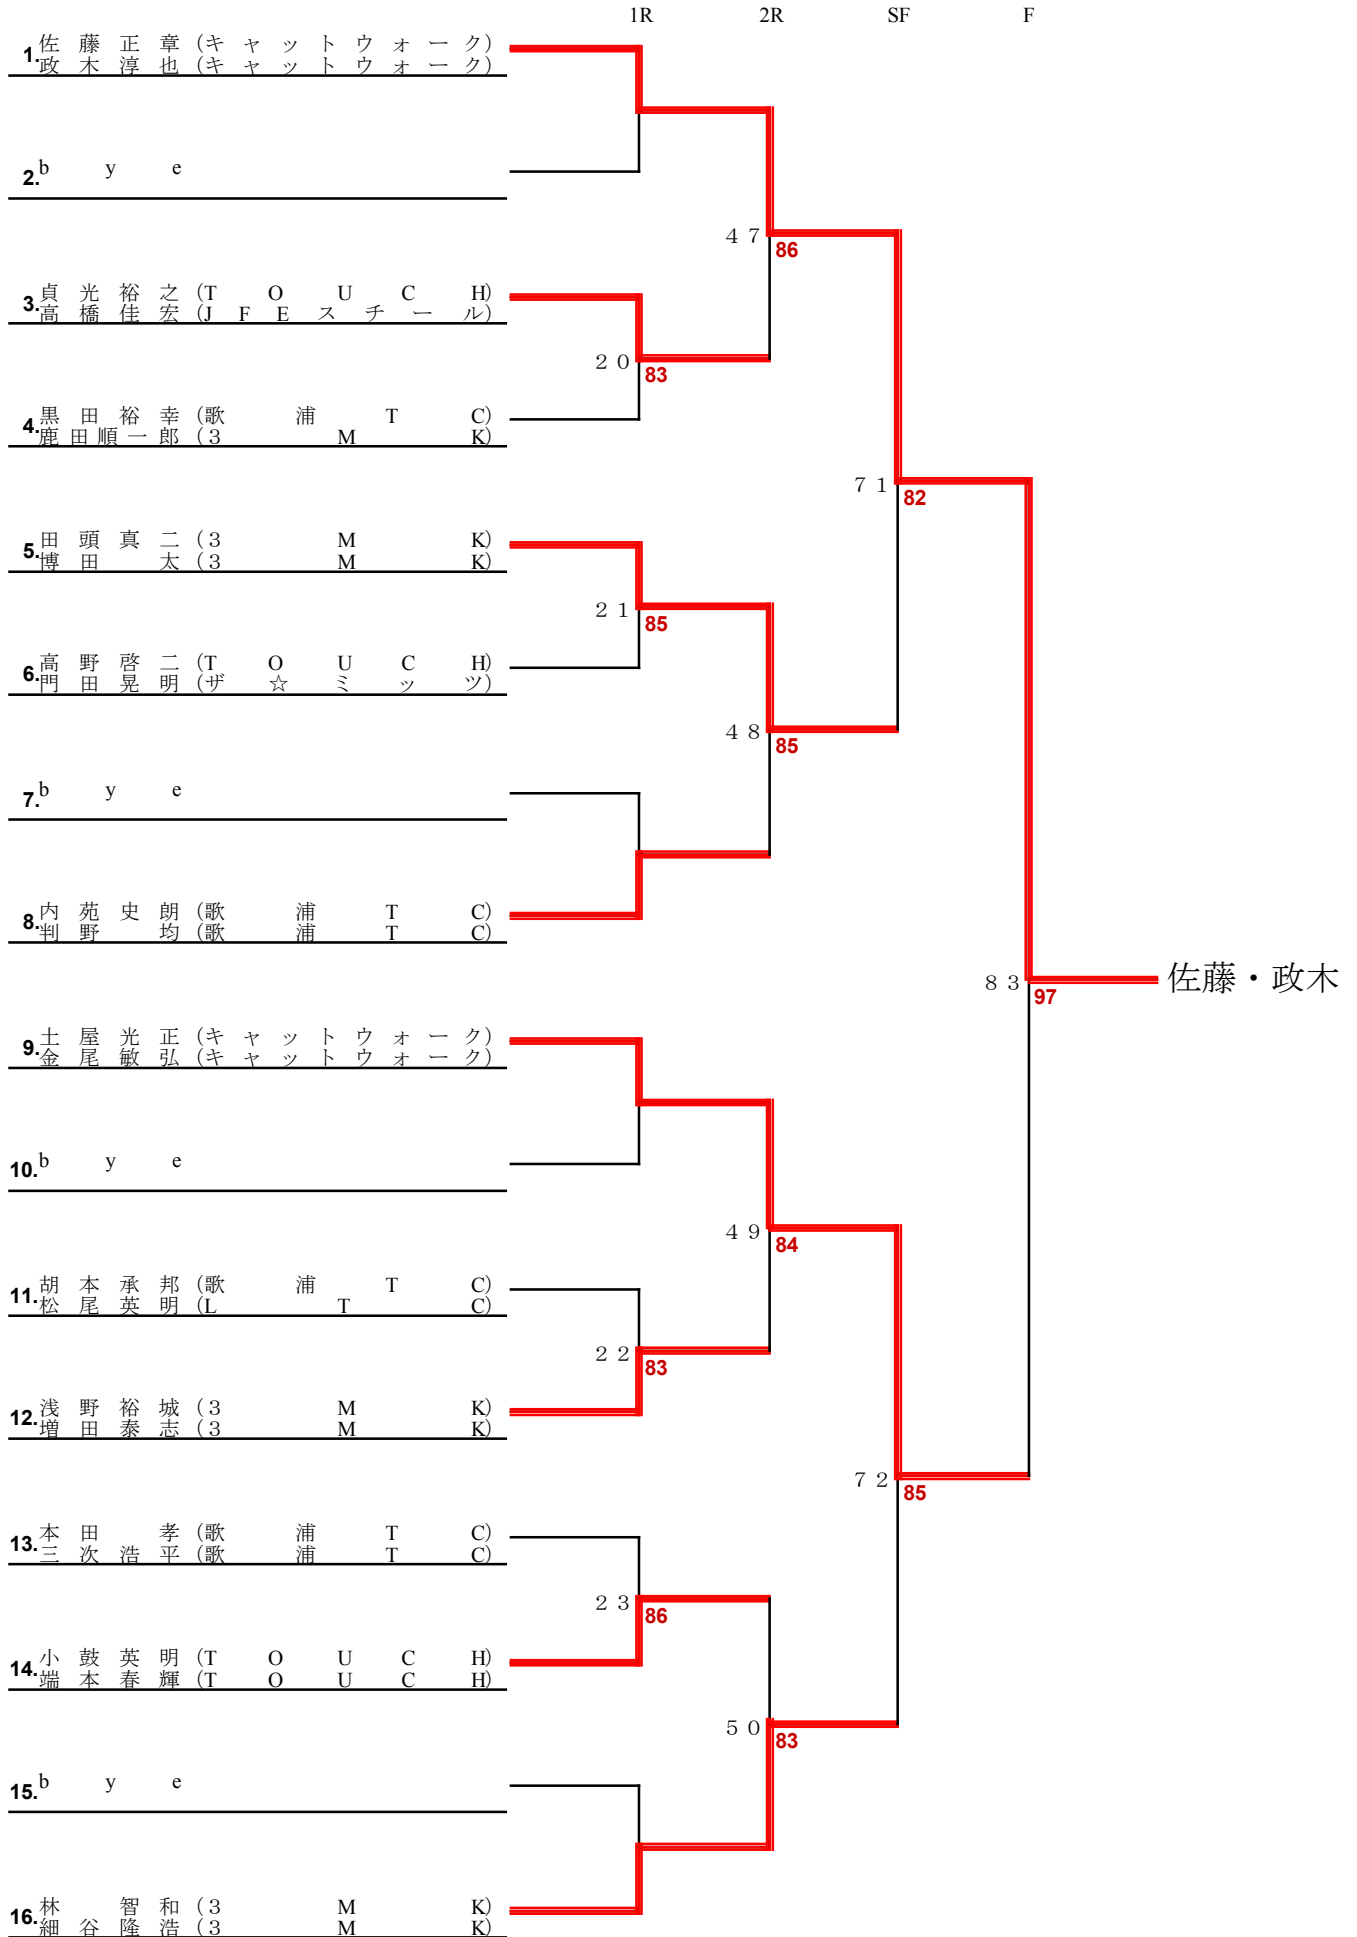 1R 2R SF F
1. 佐藤正章(キャットウォーク)
政木淳也(キャットウォーク)
2. bye
47
86
3. 貞光裕之(TOUCH)
高橋佳宏(JFEスチール)
20
83
4. 黒田裕幸(歌浦TC)
鹿田順一郎(3MK)
71
82
5. 田頭真二(3MK)
博田太(3MK)
21
85
6. 高野啓二(TOUCH)
門田晃明(ザ☆ミッツ)
48
85
7. bye
8. 内苑史朗(歌浦TC)
判野均(歌浦TC)
83
97
佐藤・政木
9. 土屋光正(キャットウォーク)
金尾敏弘(キャットウォーク)
10. bye
49
84
11. 胡本承邦(歌浦TC)
松尾英明(LTC)
22
83
12. 浅野裕城(3MK)
増田泰志(3MK)
72
85
13. 本田孝(歌浦TC)
三次浩平(歌浦TC)
23
86
14. 小鼓英明(TOUCH)
端本春輝(TOUCH)
50
83
15. bye
16. 林智和(3MK)
細谷隆浩(3MK)